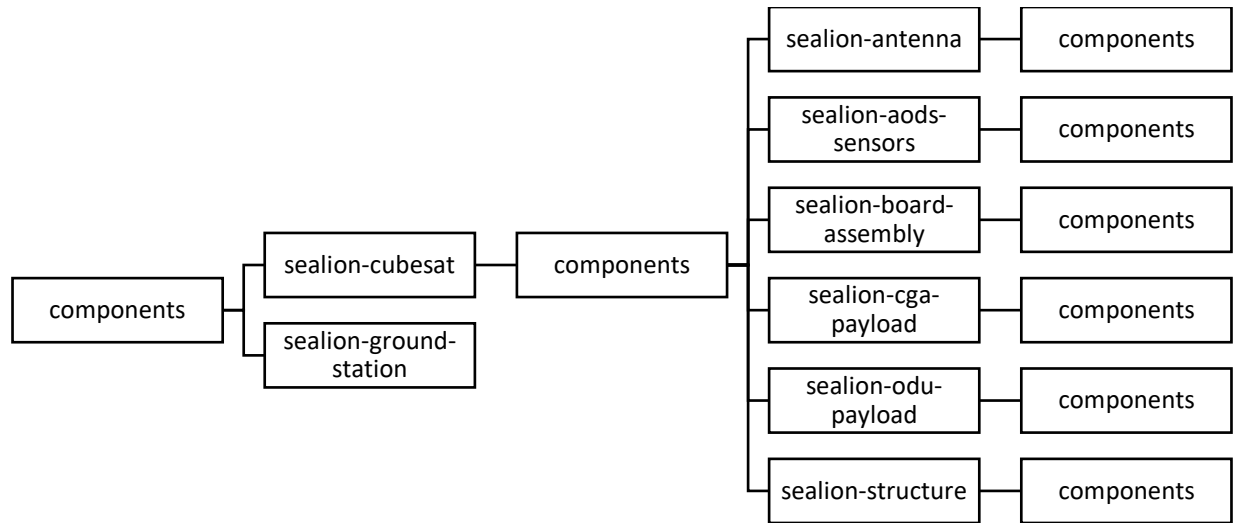 components
sealion-cubesat
sealion-ground-
station
components
sealion-antenna
components
sealion-aods-
sensors
components
sealion-board-
assembly
components
sealion-cga-
payload
components
sealion-odu-
payload
components
sealion-structure
components